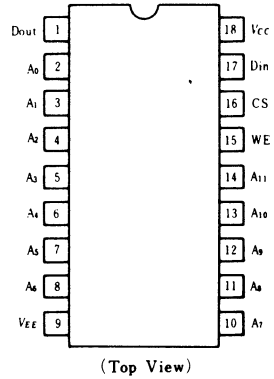 Dout 1 18 VCC
A0 2 17 Din
A1 3 16 CS
A2 4 15 WE
A3 5 14 A11
A4 6 13 A10
A5 7 12 A9
A6 8 11 A8
VEE 9 10 A7
(Top View)